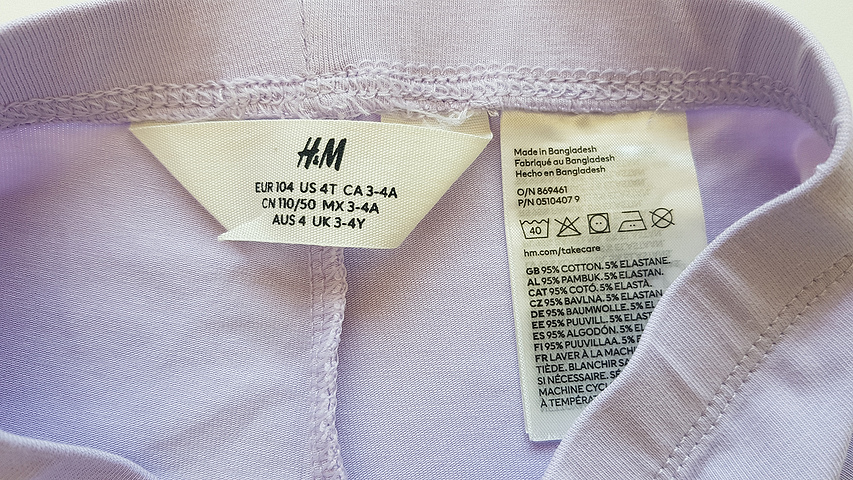 H&M
EUR 104 US 4T CA 3-4A
CN 110/50 MX 3-4A
AUS 4 UK 3-4Y
Made in Bangladesh
Fabriqué au Bangladesh
Hecho en Bangladesh
O/N 869461
P/N 0510407 9
40
hm.com/takecare
GB 95% COTTON. 5% ELASTANE.
AL 95% PAMBUK. 5% ELASTAN.
CAT 95% COTÓ. 5% ELASTÀ.
CZ 95% BAVLNA. 5% ELASTAN
DE 95% BAUMWOLLE. 5% EL
EE 95% PUUVILL. 5% ELAST
ES 95% ALGODÓN. 5% EL
FI 95% PUUVILLAA. 5%
FR LAVER À LA MACHI
TIÈDE. BLANCHIR SA
SI NÉCESSAIRE. SÉ
MACHINE CYC
À TEMPÉRAT